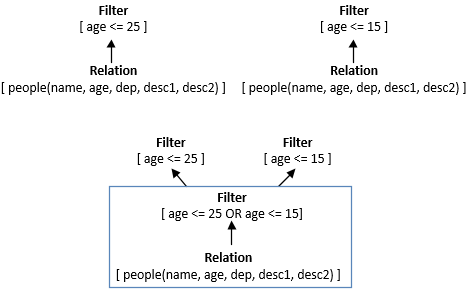 Filter Filter
[ age <= 25 ] [ age <= 15 ]
Relation Relation
[ people(name, age, dep, desc1, desc2) ] [ people(name, age, dep, desc1, desc2) ]
Filter Filter
[ age <= 25 ] [ age <= 15 ]
Filter
[ age <= 25 OR age <= 15]
Relation
[ people(name, age, dep, desc1, desc2) ]